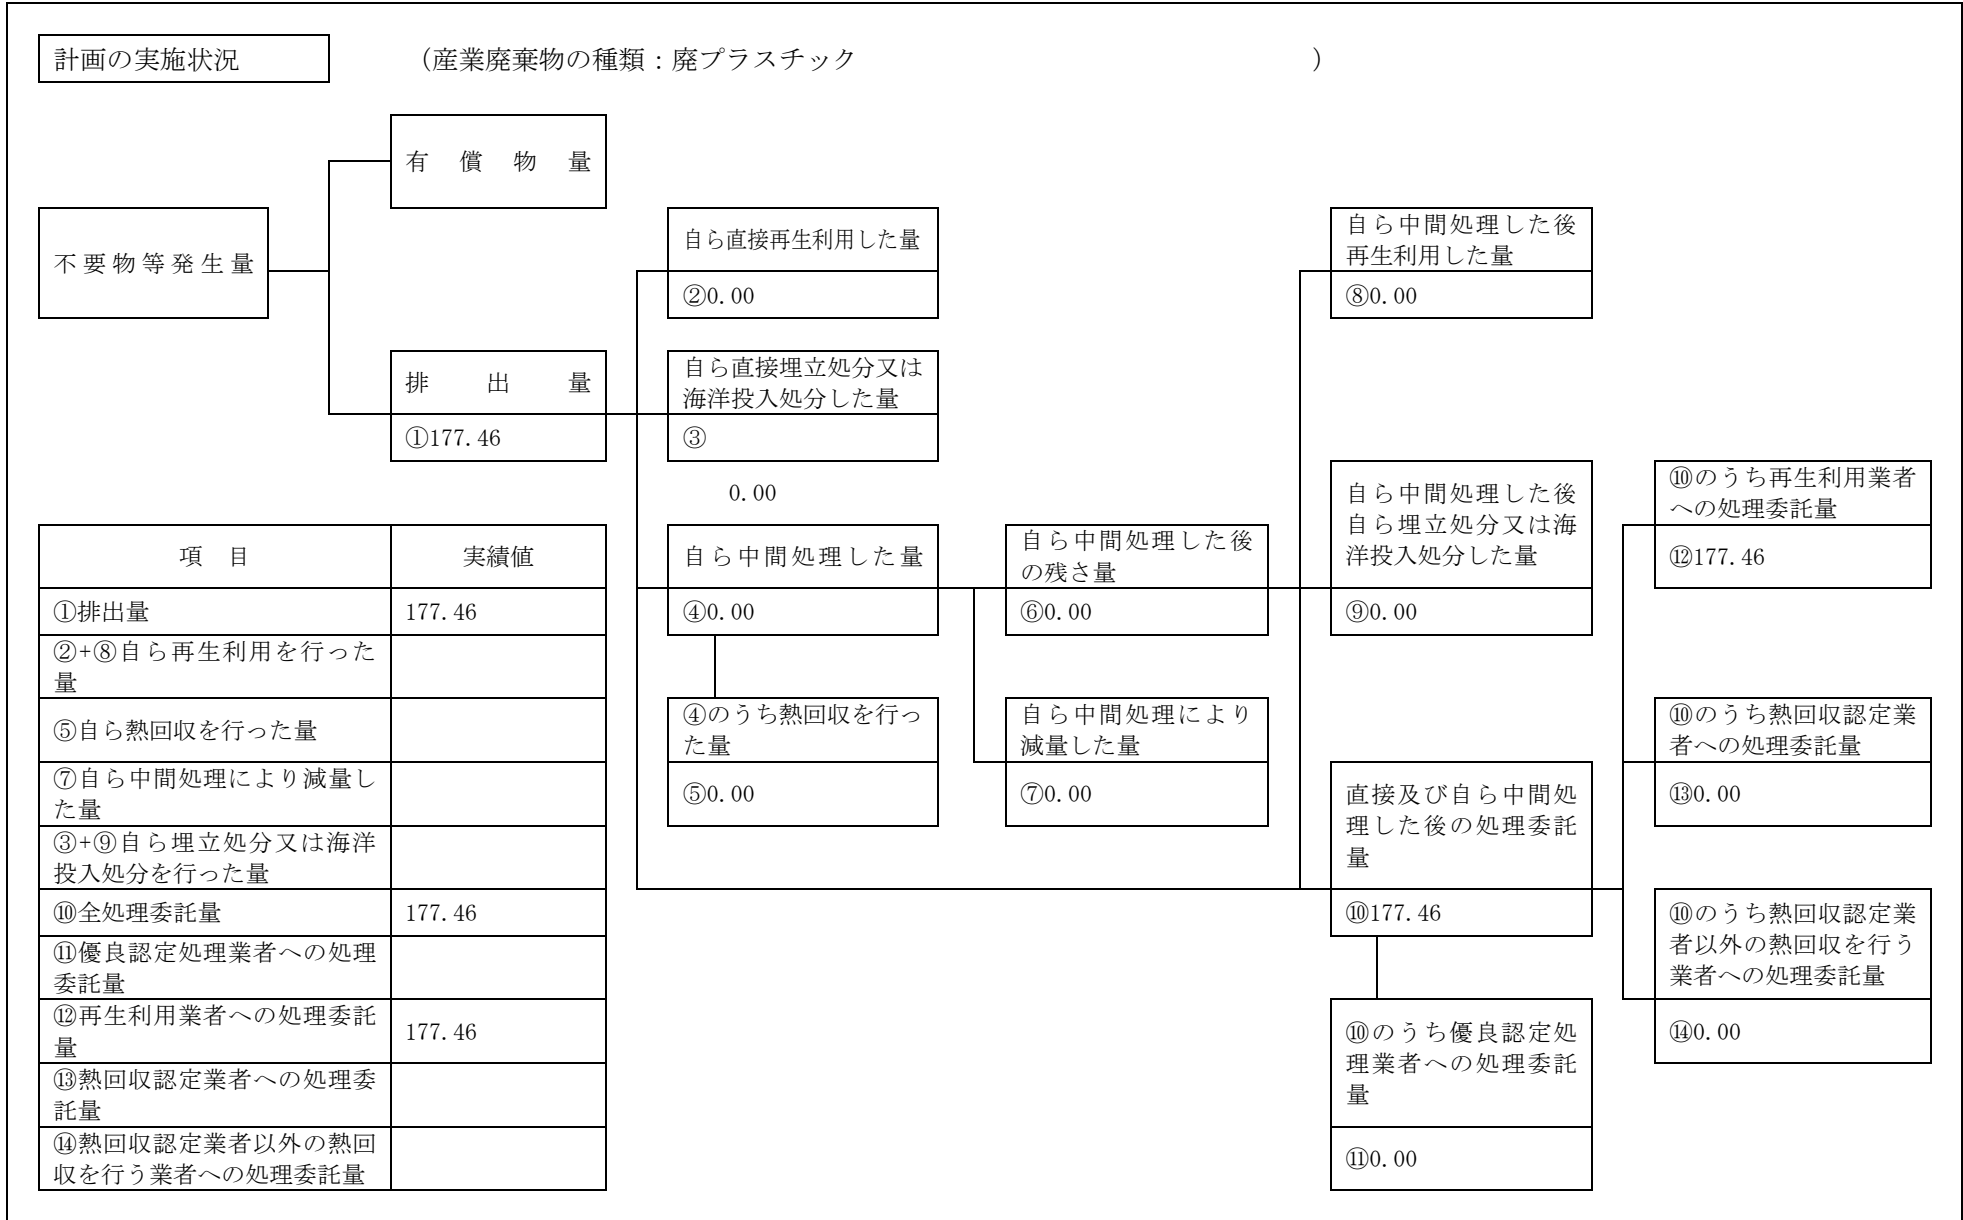 計画の実施状況 （産業廃棄物の種類：廃プラスチック ）
有償物量
不要物等発生量
自ら直接再生利用した量
②0.00
自ら中間処理した後
再生利用した量
⑧0.00
排出量
①177.46
自ら直接埋立処分又は
海洋投入処分した量
③
0.00
自ら中間処理した後
自ら埋立処分又は海
洋投入処分した量
⑨0.00
⑩のうち再生利用業者
への処理委託量
⑫177.46
自ら中間処理した量
④0.00
自ら中間処理した後
の残さ量
⑥0.00
④のうち熱回収を行っ
た量
⑤0.00
自ら中間処理により
減量した量
⑦0.00
直接及び自ら中間処
理した後の処理委託
量
⑩177.46
⑩のうち熱回収認定業
者への処理委託量
⑬0.00
⑩のうち熱回収認定業
者以外の熱回収を行う
業者への処理委託量
⑭0.00
⑩のうち優良認定処
理業者への処理委託
量
⑪0.00
項 目 実績値
①排出量 177.46
②+⑧自ら再生利用を行った
量
⑤自ら熱回収を行った量
⑦自ら中間処理により減量し
た量
③+⑨自ら埋立処分又は海洋
投入処分を行った量
⑩全処理委託量 177.46
⑪優良認定処理業者への処理
委託量
⑫再生利用業者への処理委託
量 177.46
⑬熱回収認定業者への処理委
託量
⑭熱回収認定業者以外の熱回
収を行う業者への処理委託量